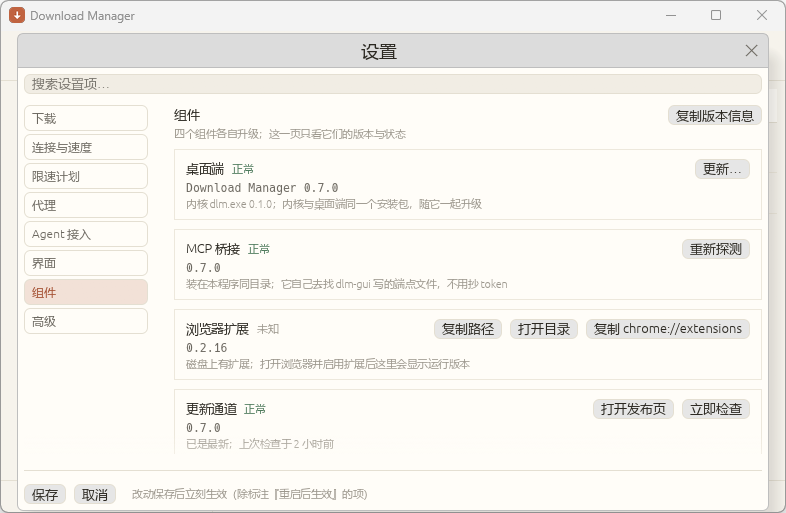 Download Manager
设置
搜索设置项...
下载
连接与速度
限速计划
代理
Agent 接入
界面
组件
高级
组件
复制版本信息
四个组件各自升级；这一页只看它们的版本与状态
桌面端 正常
更新...
Download Manager 0.7.0
内核 dlm.exe 0.1.0；内核与桌面端同一个安装包，随它一起升级
MCP 桥接 正常
重新探测
0.7.0
装在本程序同目录；它自己去找 dlm-gui 写的端点文件，不用抄 token
浏览器扩展 未知
复制路径 打开目录 复制 chrome://extensions
0.2.16
磁盘上有扩展；打开浏览器并启用扩展后这里会显示运行版本
更新通道 正常
打开发布页 立即检查
0.7.0
已是最新；上次检查于 2 小时前
保存 取消 改动保存后立刻生效（除标注『重启后生效』的项）